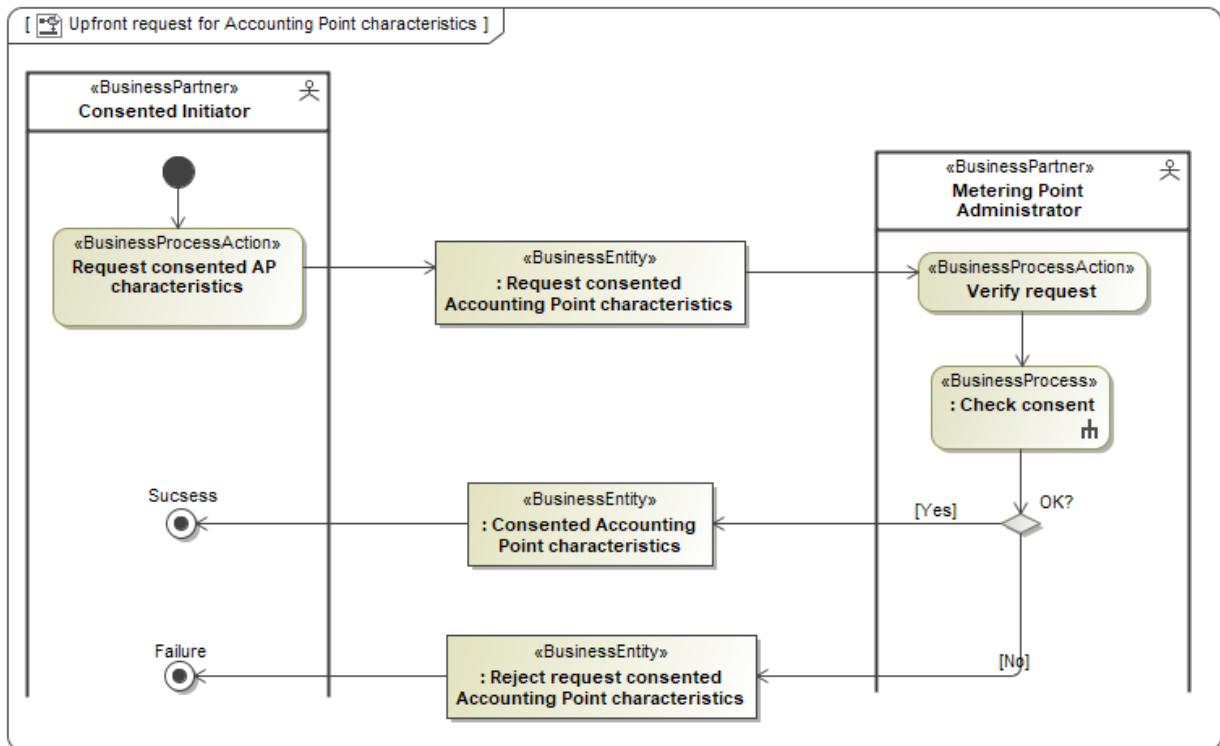 [ Upfront request for Accounting Point characteristics ]
«BusinessPartner»
Consented Initiator
«BusinessPartner»
Metering Point
Administrator
«BusinessProcessAction»
Request consented AP
characteristics
«BusinessEntity»
: Request consented
Accounting Point characteristics
«BusinessProcessAction»
Verify request
«BusinessProcess»
: Check consent
OK?
[Yes]
«BusinessEntity»
: Consented Accounting
Point characteristics
Sucsess
[No]
«BusinessEntity»
: Reject request consented
Accounting Point characteristics
Failure